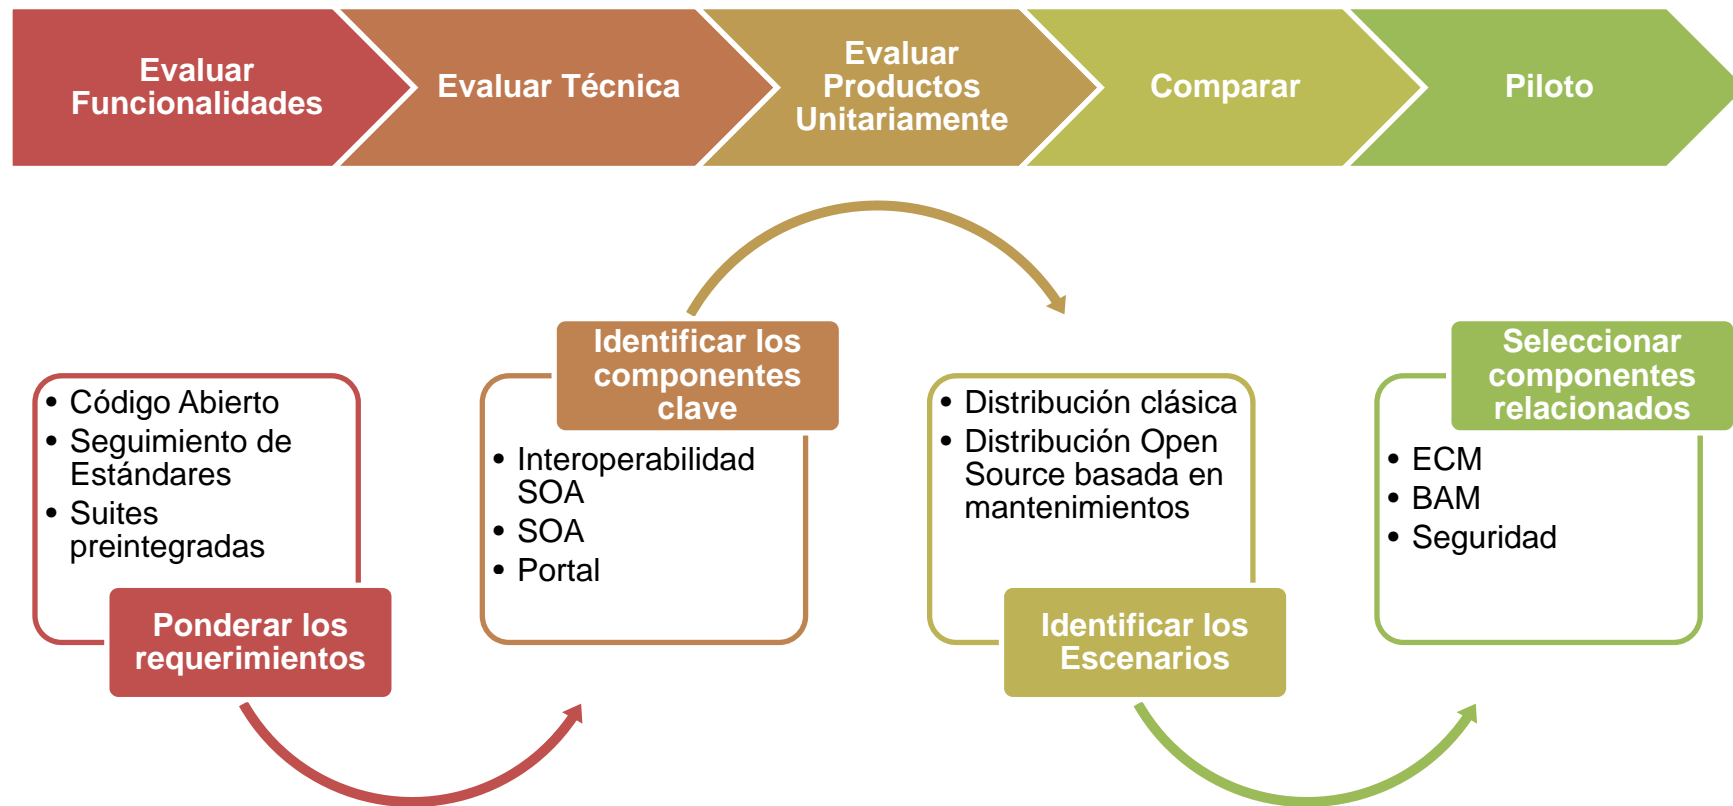 Evaluar
Funcionalidades
Evaluar Técnica
Evaluar
Productos
Unitariamente
Comparar
Piloto
• Código Abierto
• Seguimiento de
Estándares
• Suites
preintegradas
Ponderar los
requerimientos
Identificar los
componentes
clave
• Interoperabilidad
SOA
• SOA
• Portal
• Distribución clásica
• Distribución Open
Source basada en
mantenimientos
Identificar los
Escenarios
Seleccionar
componentes
relacionados
• ECM
• BAM
• Seguridad